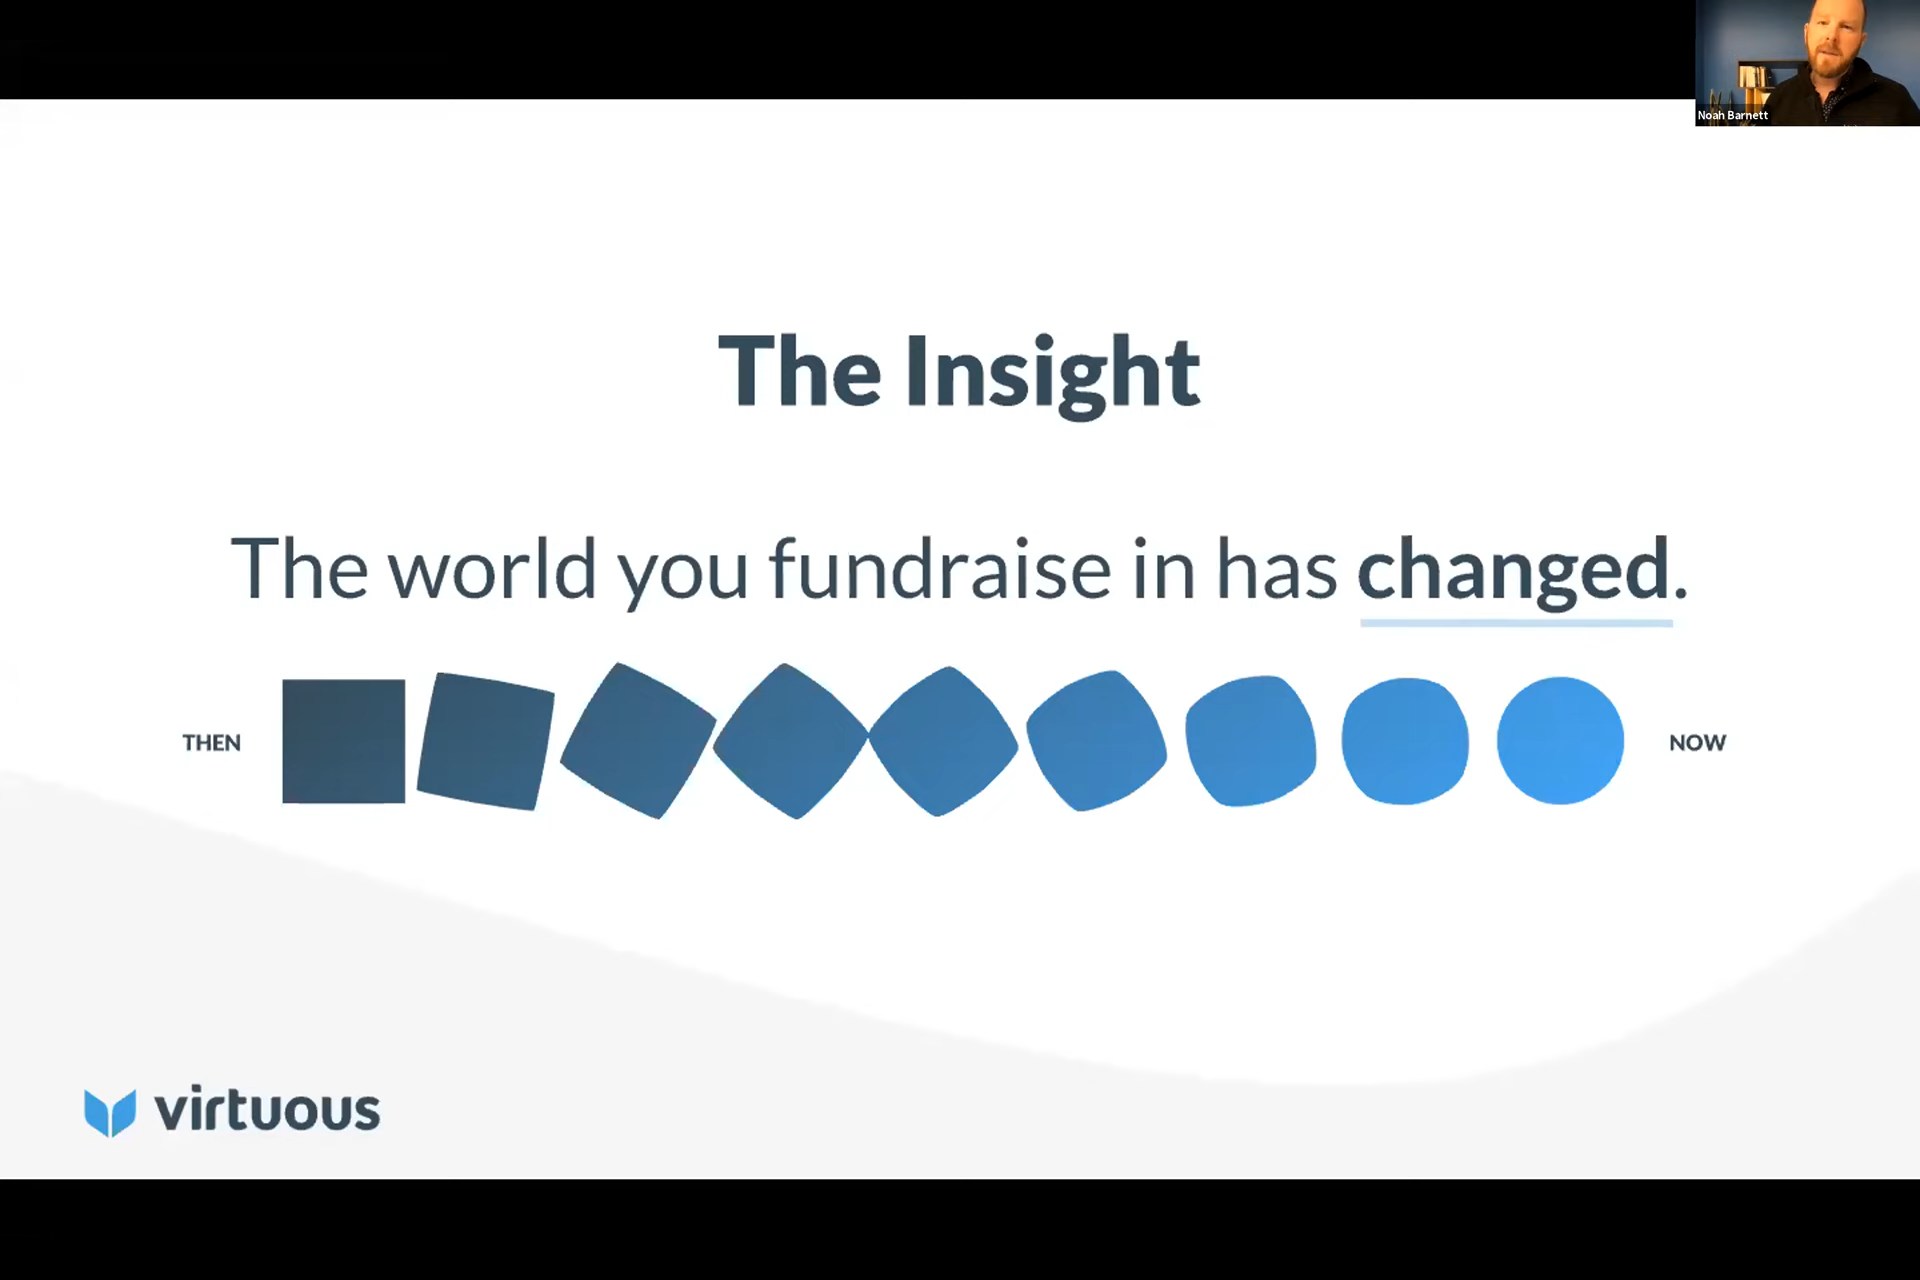 Noah Barnett
The Insight
The world you fundraise in has changed.
THEN
NOW
virtuous